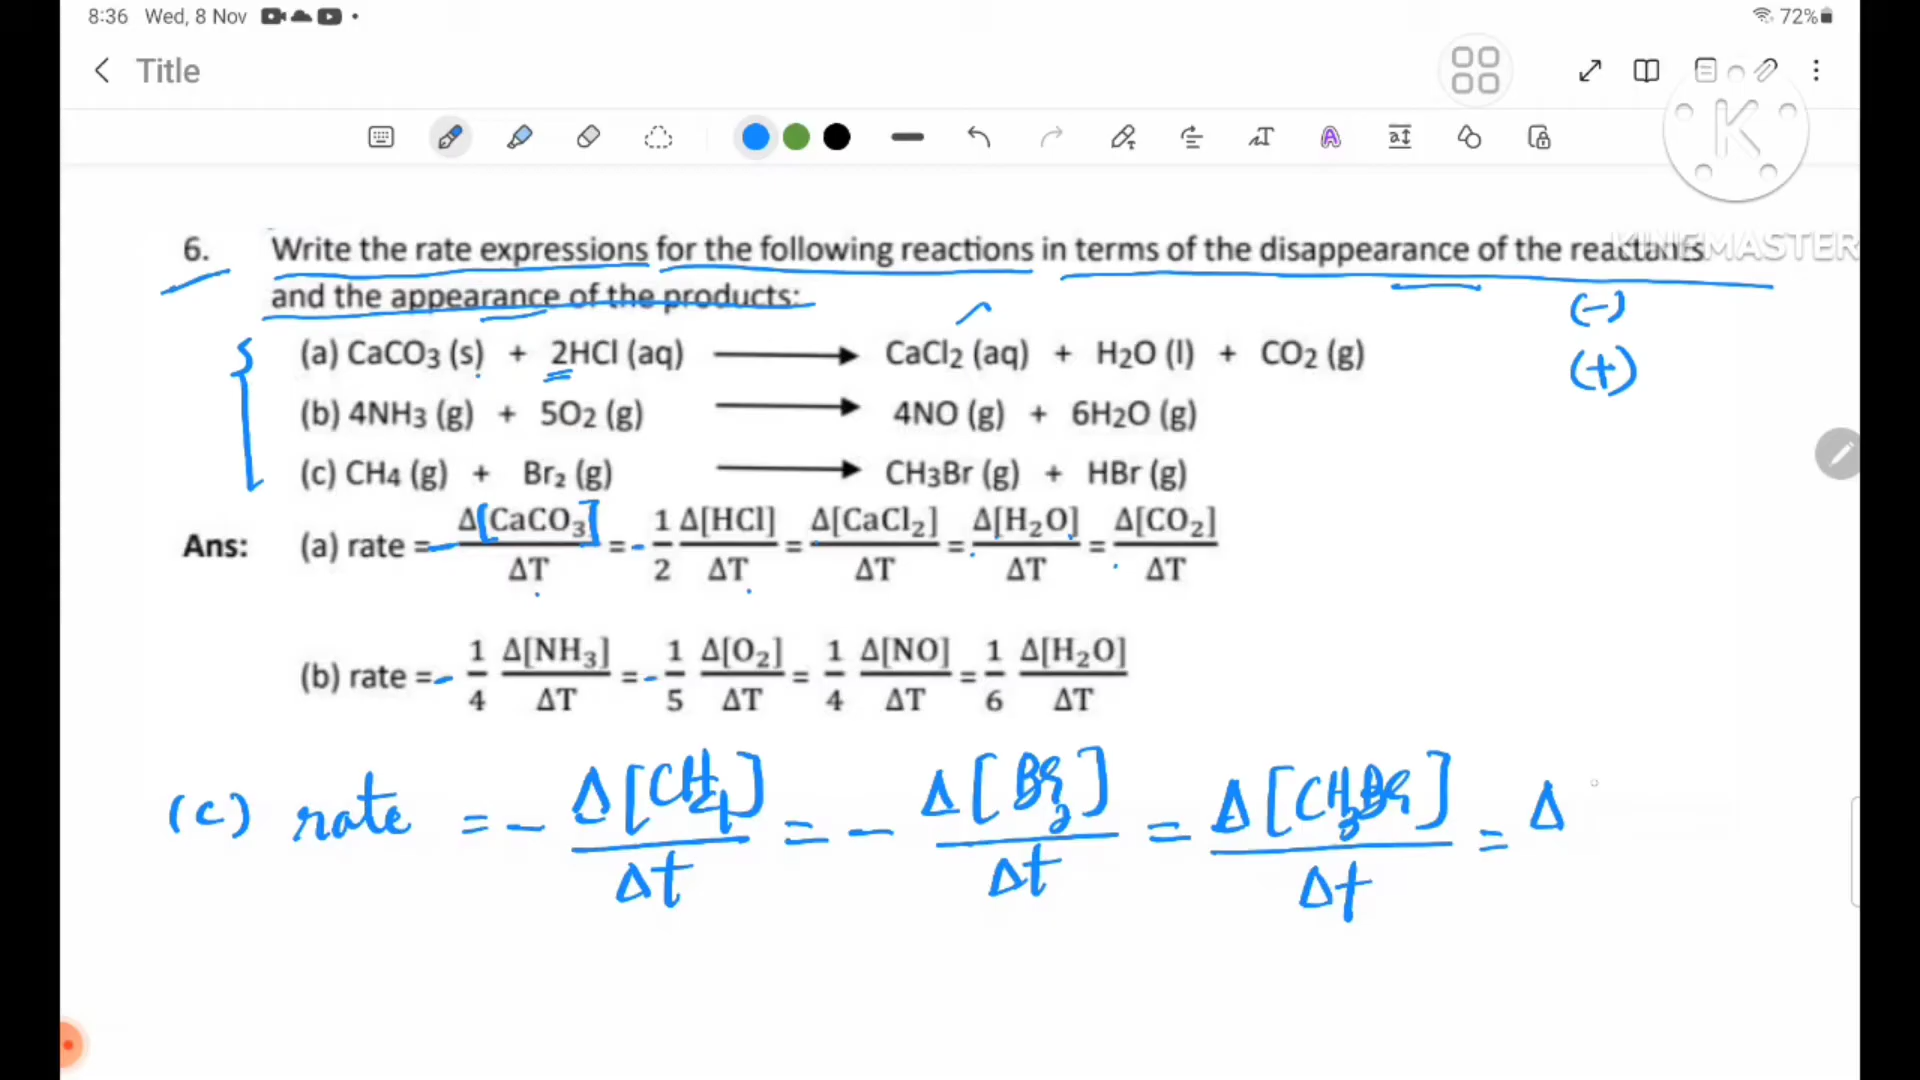 8:36 Wed, 8 Nov 72%
Title
K
KINEMASTER
6. Write the rate expressions for the following reactions in terms of the disappearance of the reactants
and the appearance of the products:
(-)
(a) CaCO3 (s) + 2HCl (aq) ⟶ CaCl2 (aq) + H2O (l) + CO2 (g)
(+)
(b) 4NH3 (g) + 5O2 (g) ⟶ 4NO (g) + 6H2O (g)
(c) CH4 (g) + Br₂ (g) ⟶ CH3Br (g) + HBr (g)
Ans: (a) rate = - Δ[CaCO₃]/ΔT = - 1/2 Δ[HCl]/ΔT = Δ[CaCl₂]/ΔT = Δ[H₂O]/ΔT = Δ[CO₂]/ΔT
(b) rate = - 1/4 Δ[NH₃]/ΔT = - 1/5 Δ[O₂]/ΔT = 1/4 Δ[NO]/ΔT = 1/6 Δ[H₂O]/ΔT
(c) rate = - Δ[CH₄]/Δt = - Δ[Br₂]/Δt = Δ[CH₃Br]/Δt = Δ